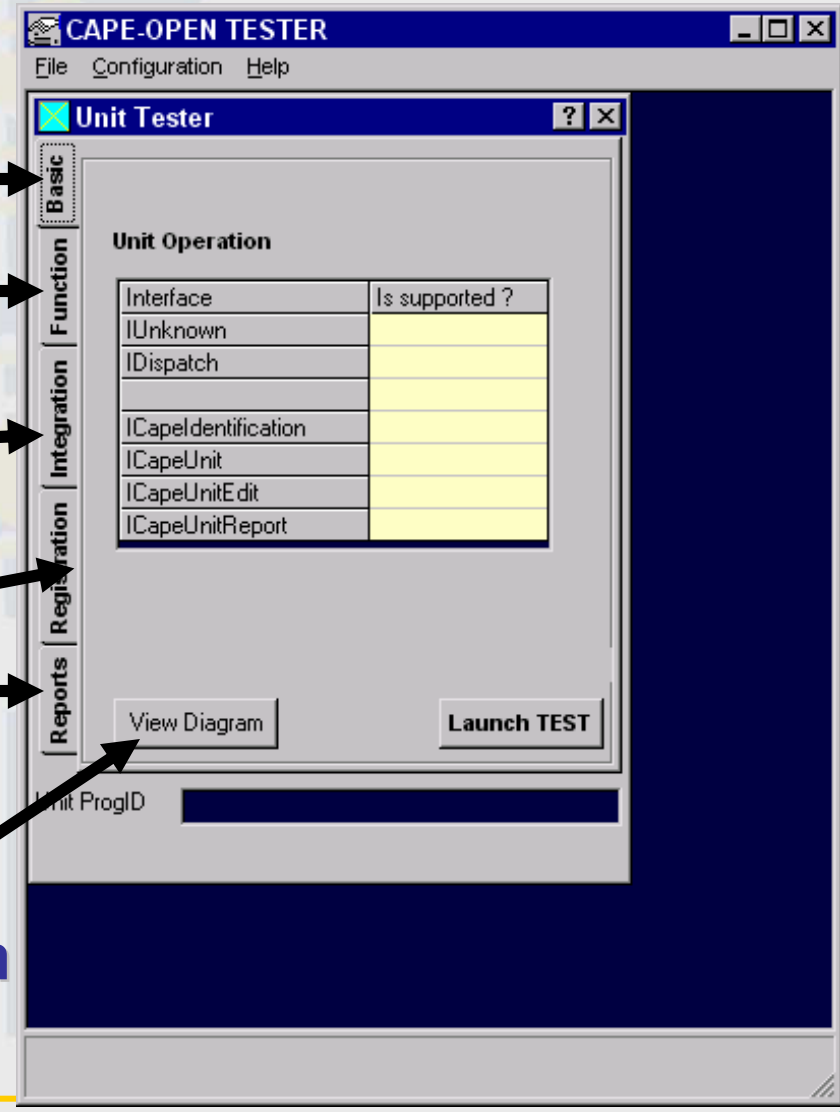 CAPE-OPEN TESTER
File Configuration Help
Unit Tester
Basic
Function
Integration
Registration
Reports
Unit Operation
Interface Is supported ?
IUnknown
IDispatch
ICapeIdentification
ICapeUnit
ICapeUnitEdit
ICapeUnitReport
View Diagram Launch TEST
Unit ProgID
n